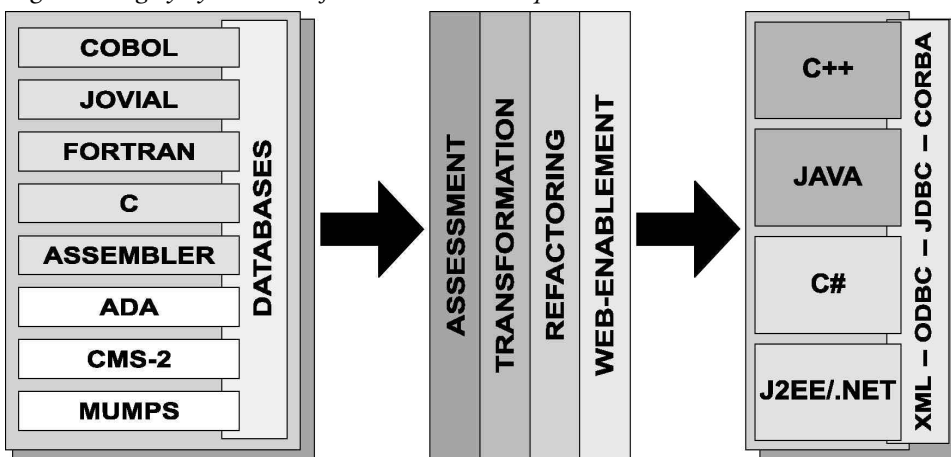 COBOL
JOVIAL
FORTRAN
C
ASSEMBLER
ADA
CMS-2
MUMPS
DATABASES
ASSESSMENT
TRANSFORMATION
REFACTORING
WEB-ENABLEMENT
C++
JAVA
C#
J2EE/.NET
XML – ODBC – JDBC – CORBA